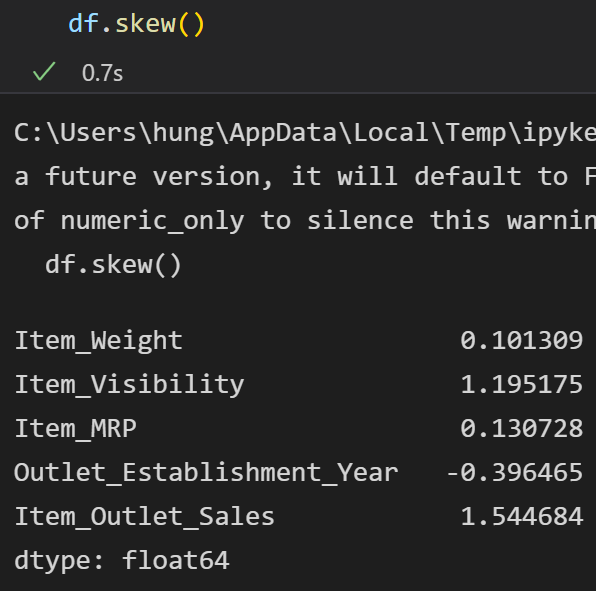 df.skew()
0.7s
C:\Users\hung\AppData\Local\Temp\ipyke
a future version, it will default to F
of numeric_only to silence this warnin
df.skew()
Item_Weight 0.101309
Item_Visibility 1.195175
Item_MRP 0.130728
Outlet_Establishment_Year -0.396465
Item_Outlet_Sales 1.544684
dtype: float64